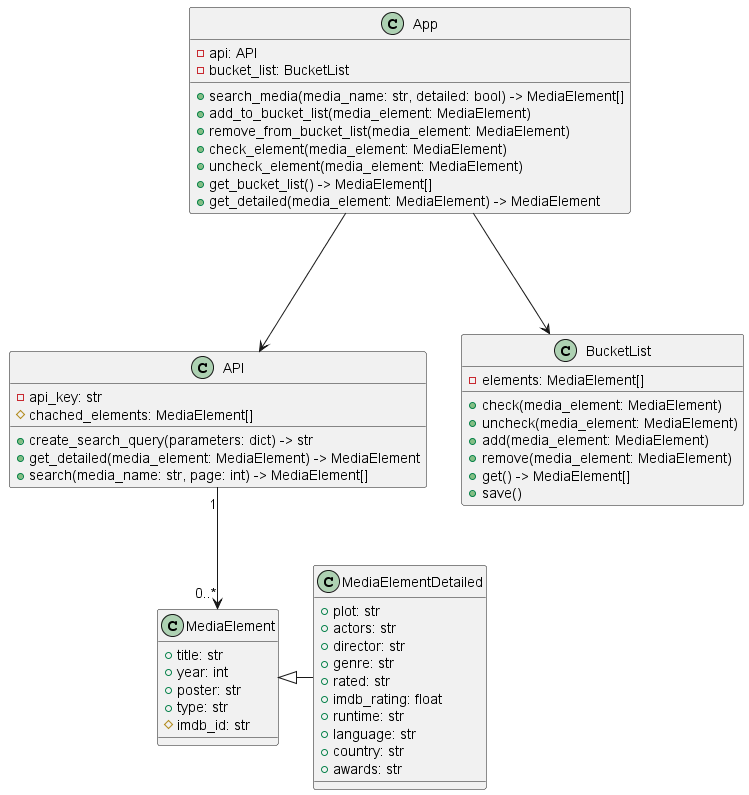 C App
api: API
bucket_list: BucketList
search_media(media_name: str, detailed: bool) -> MediaElement[]
add_to_bucket_list(media_element: MediaElement)
remove_from_bucket_list(media_element: MediaElement)
check_element(media_element: MediaElement)
uncheck_element(media_element: MediaElement)
get_bucket_list() -> MediaElement[]
get_detailed(media_element: MediaElement) -> MediaElement
C API
api_key: str
chached_elements: MediaElement[]
create_search_query(parameters: dict) -> str
get_detailed(media_element: MediaElement) -> MediaElement
search(media_name: str, page: int) -> MediaElement[]
C BucketList
elements: MediaElement[]
check(media_element: MediaElement)
uncheck(media_element: MediaElement)
add(media_element: MediaElement)
remove(media_element: MediaElement)
get() -> MediaElement[]
save()
1
0..*
C MediaElement
title: str
year: int
poster: str
type: str
imdb_id: str
C MediaElementDetailed
plot: str
actors: str
director: str
genre: str
rated: str
imdb_rating: float
runtime: str
language: str
country: str
awards: str